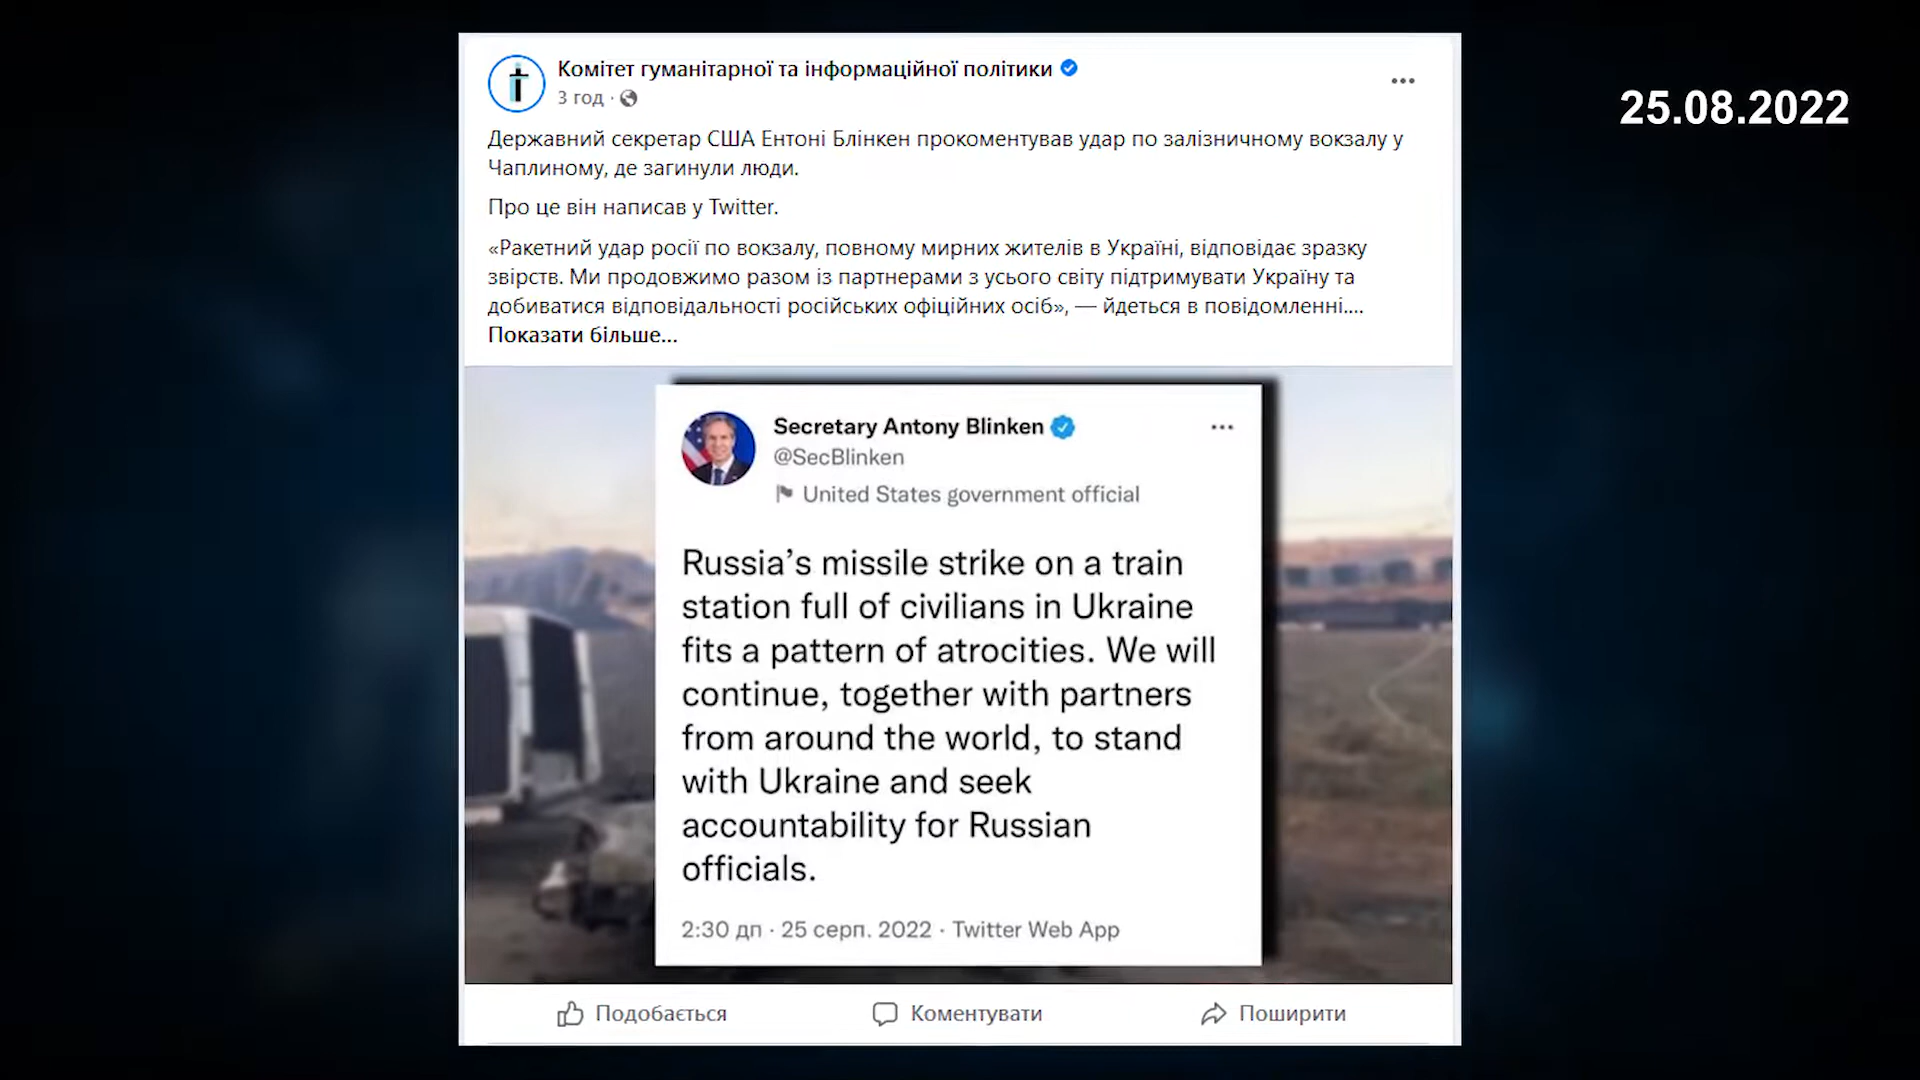 Комітет гуманітарної та інформаційної політики
3 год ·
25.08.2022
Державний секретар США Ентоні Блінкен прокоментував удар по залізничному вокзалу у
Чаплиному, де загинули люди.
Про це він написав у Twitter.
«Ракетний удар росії по вокзалу, повному мирних жителів в Україні, відповідає зразку
звірств. Ми продовжимо разом із партнерами з усього світу підтримувати Україну та
добиватися відповідальності російських офіційних осіб», — йдеться в повідомленні....
Показати більше...
Secretary Antony Blinken
@SecBlinken
United States government official
Russia’s missile strike on a train
station full of civilians in Ukraine
fits a pattern of atrocities. We will
continue, together with partners
from around the world, to stand
with Ukraine and seek
accountability for Russian
officials.
2:30 дп · 25 серп. 2022 · Twitter Web App
Подобається
Коментувати
Поширити